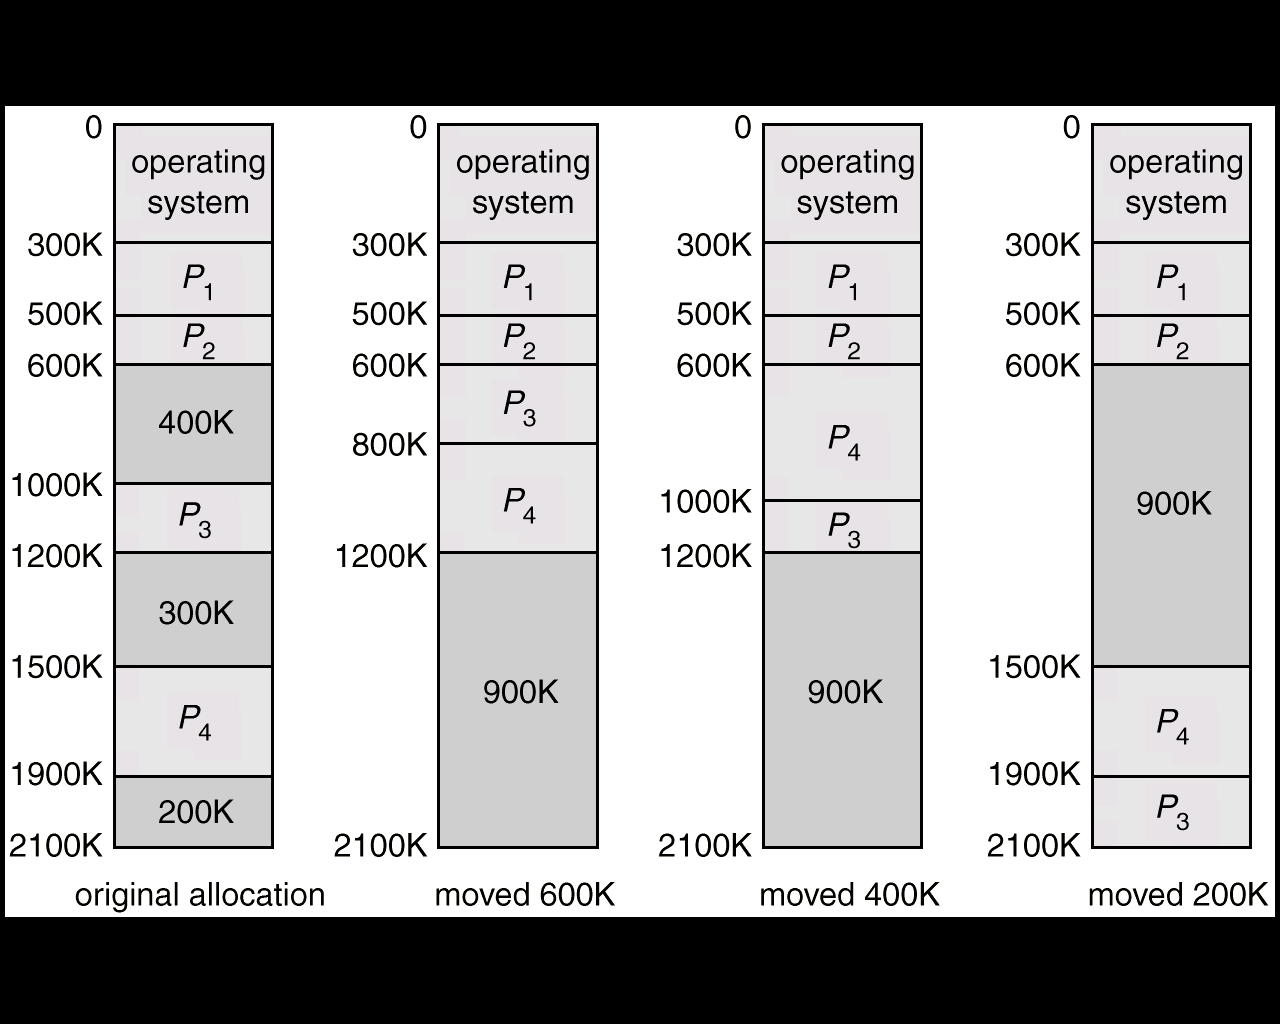 0
operating
system
300K
P1
500K
P2
600K
400K
1000K
P3
1200K
300K
1500K
P4
1900K
200K
2100K
original allocation
0
operating
system
300K
P1
500K
P2
600K
P3
800K
P4
1200K
900K
2100K
moved 600K
0
operating
system
300K
P1
500K
P2
600K
P4
1000K
P3
1200K
900K
2100K
moved 400K
0
operating
system
300K
P1
500K
P2
600K
900K
1500K
P4
1900K
P3
2100K
moved 200K